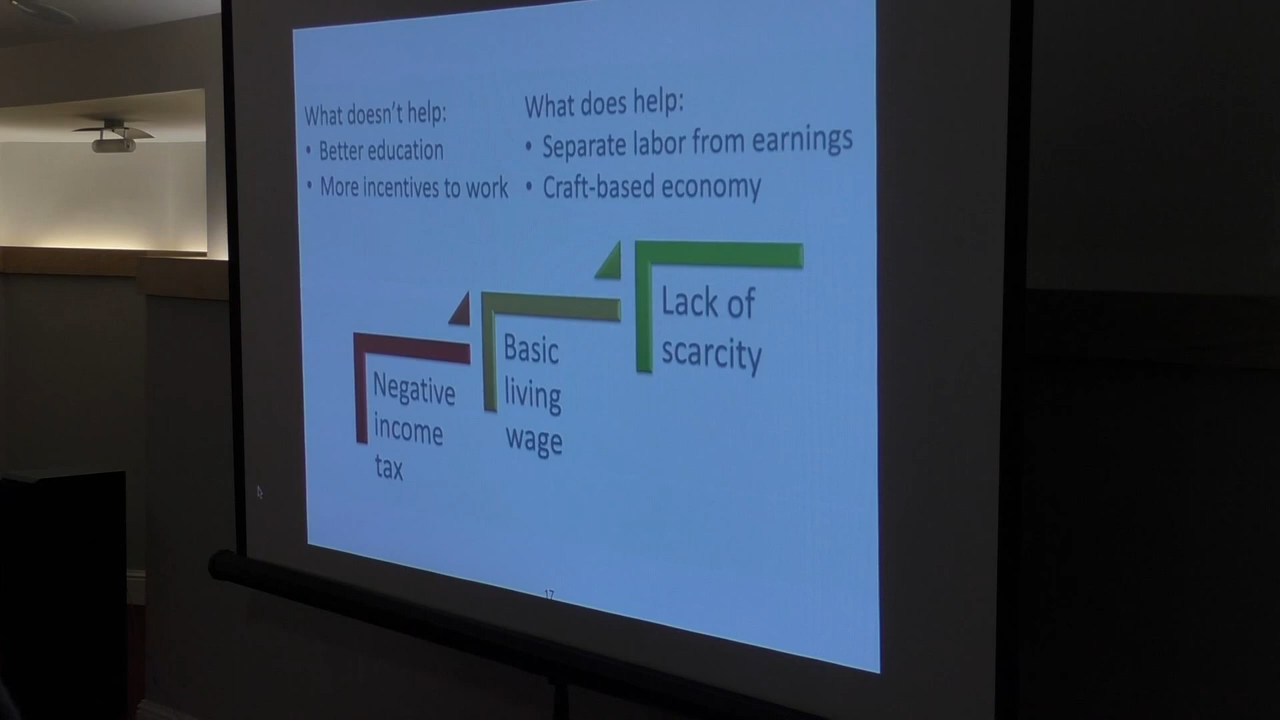 What doesn't help:
• Better education
• More incentives to work
What does help:
• Separate labor from earnings
• Craft-based economy
Negative
income
tax
Basic
living
wage
Lack of
scarcity
17